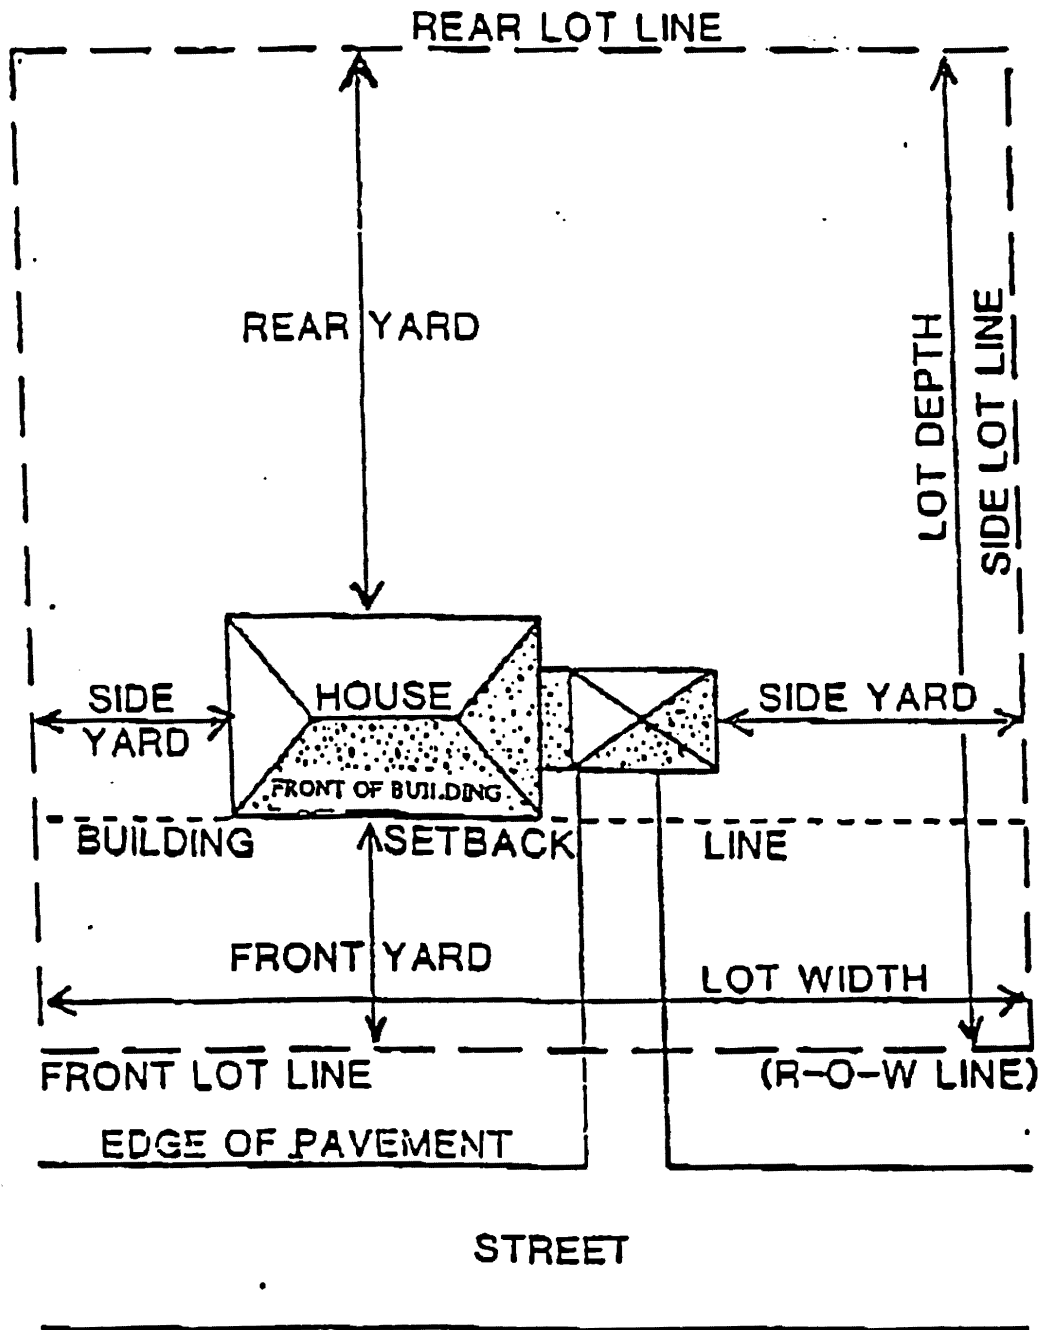 REAR LOT LINE
REAR YARD
LOT DEPTH
SIDE LOT LINE
SIDE
YARD
HOUSE
SIDE YARD
FRONT OF BUILDING
BUILDING SETBACK LINE
FRONT YARD
LOT WIDTH
FRONT LOT LINE
(R-O-W LINE)
EDGE OF PAVEMENT
STREET